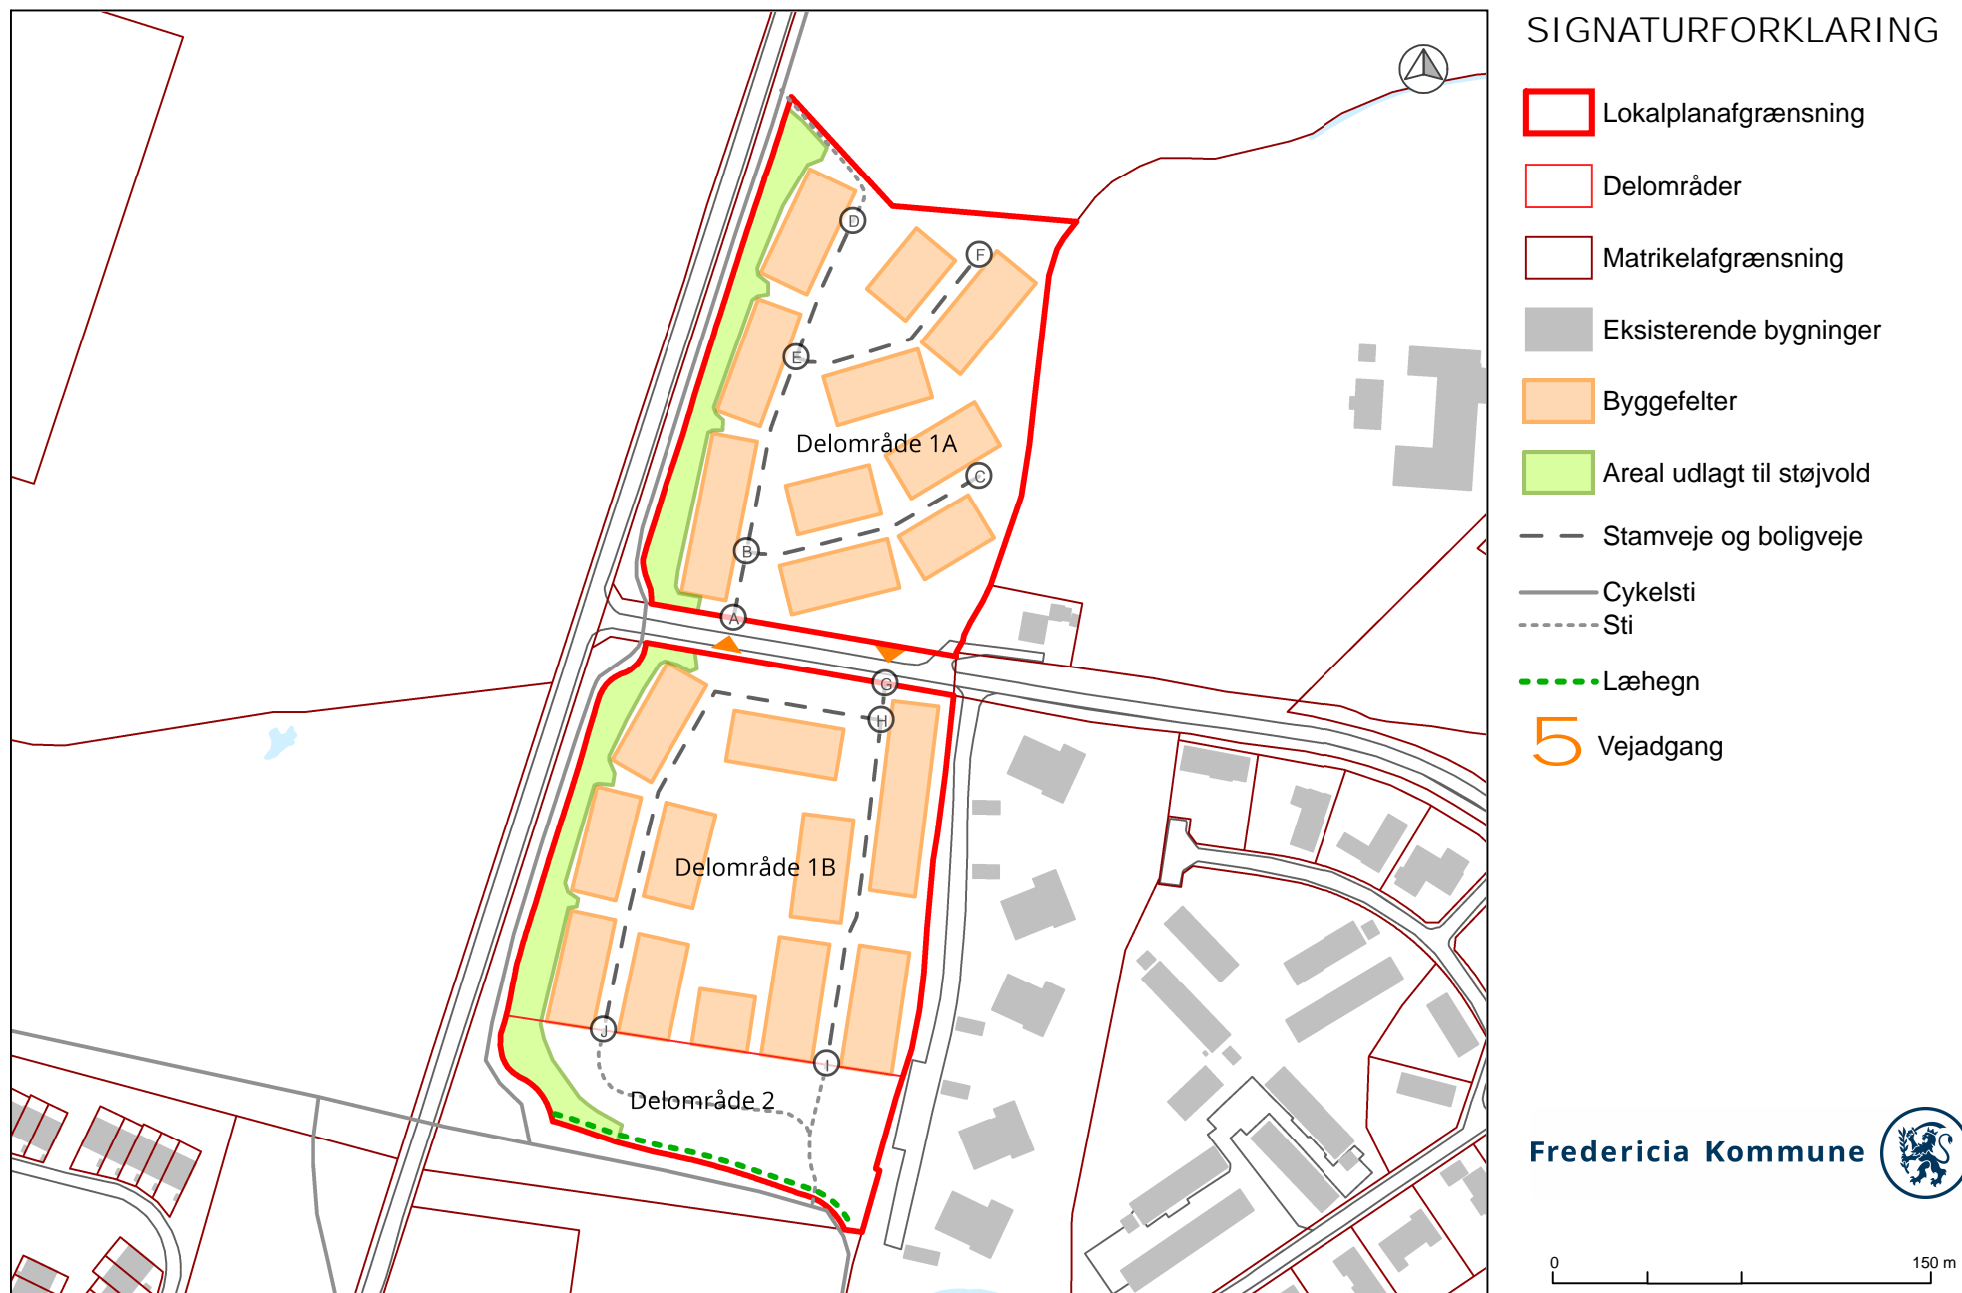 SIGNATURFORKLARING
Lokalplanafgrænsning
Delområder
Matrikelafgrænsning
Eksisterende bygninger
Byggefelter
Areal udlagt til støjvold
Stamveje og boligveje
Cykelsti
Sti
Læhegn
5 Vejadgang
D
F
E
Delområde 1A
C
B
A
G
H
Delområde 1B
J
I
Delområde 2
Fredericia Kommune
0 150 m